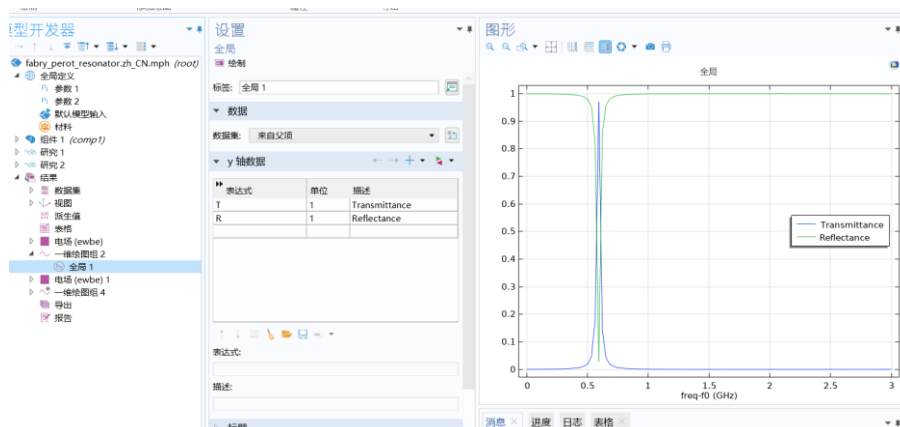 型开发器
fabry_perot_resonator.zh_CN.mph (root)
全局定义
Pi 参数 1
Pi 参数 2
默认模型输入
材料
组件 1 (comp1)
研究 1
研究 2
结果
数据集
视图
派生值
表格
电场 (ewbe)
一维绘图组 2
全局 1
电场 (ewbe) 1
一维绘图组 4
导出
报告
设置
全局
绘制
标签: 全局 1
数据
数据集: 来自父项
y 轴数据
表达式 单位 描述
T 1 Transmittance
R 1 Reflectance
表达式:
描述:
标题
图形
全局
1
0.9
0.8
0.7
0.6
0.5
0.4
0.3
0.2
0.1
0
Transmittance
Reflectance
0 0.5 1 1.5 2 2.5 3
freq-f0 (GHz)
消息 进度 日志 表格